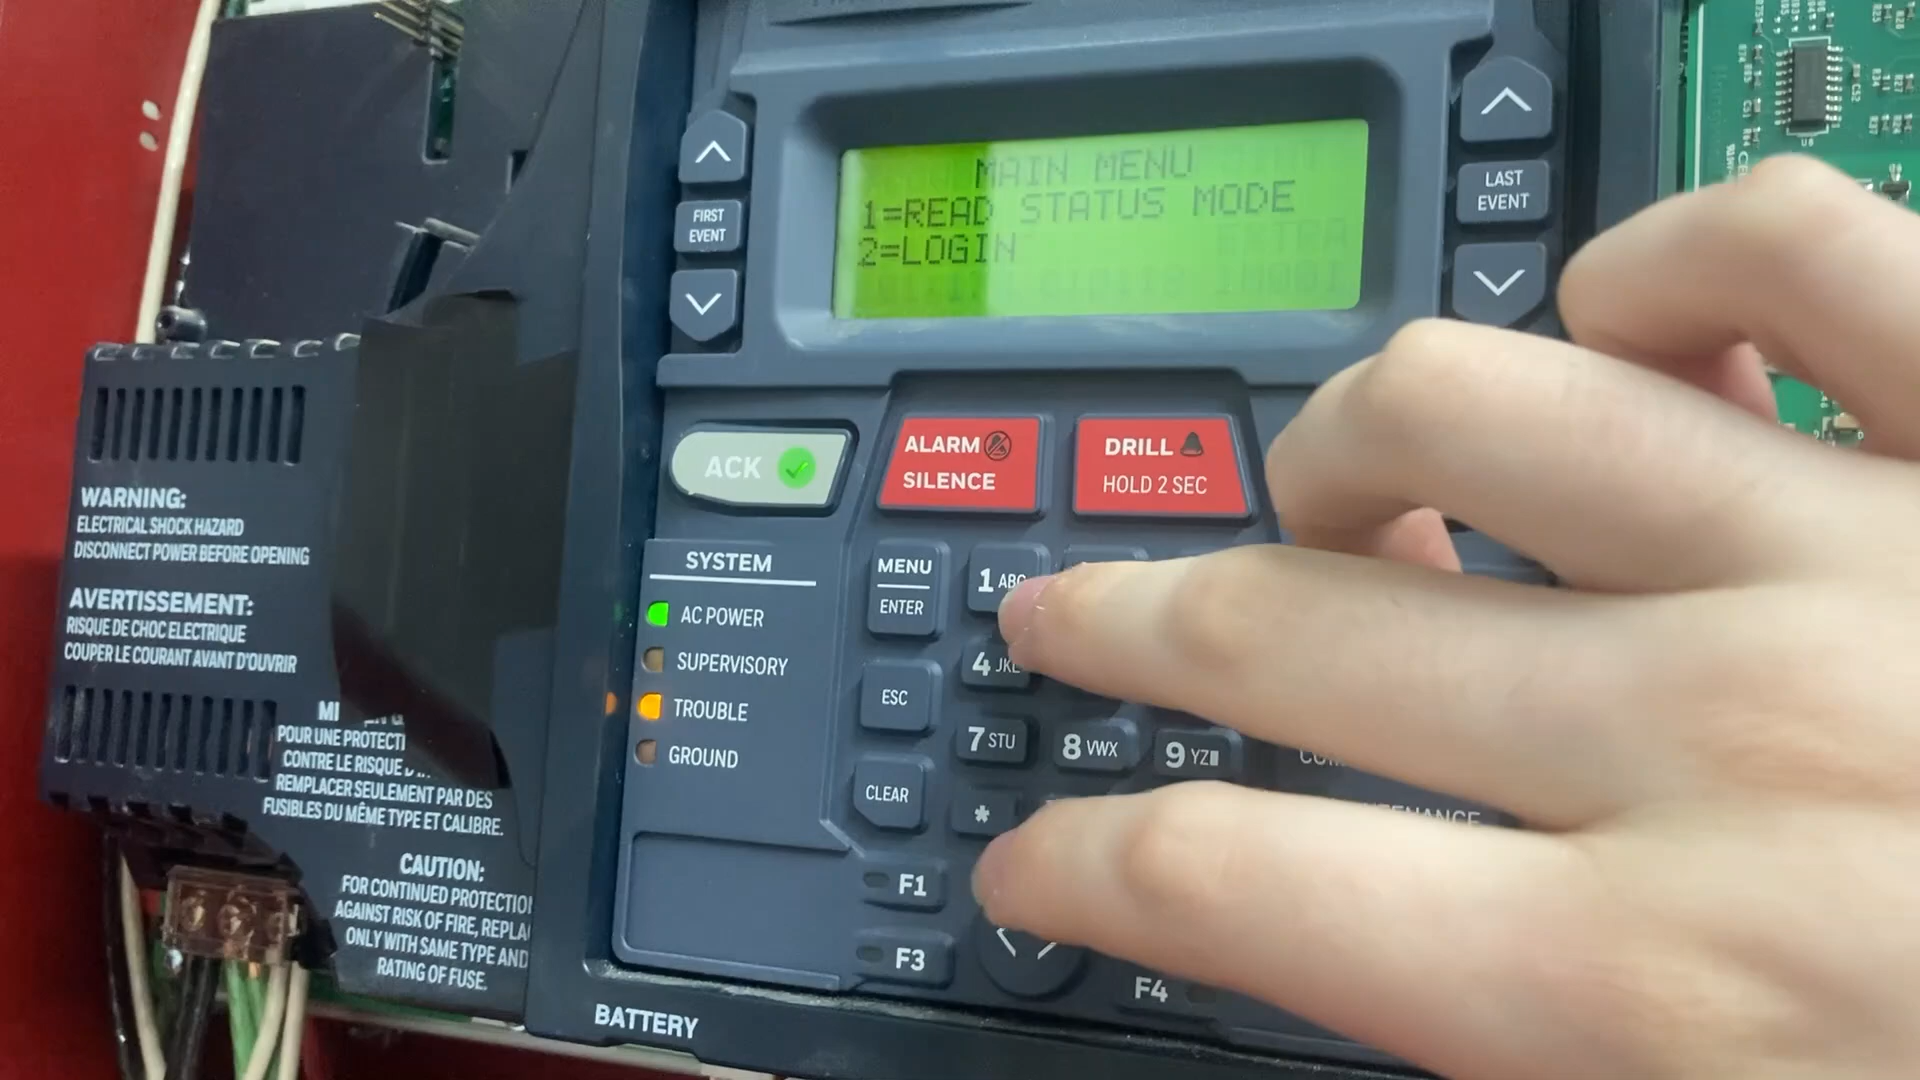 MAIN MENU
1=READ STATUS MODE
2=LOGIN
FIRST
EVENT
LAST
EVENT
ACK
ALARM
SILENCE
DRILL
HOLD 2 SEC
WARNING:
ELECTRICAL SHOCK HAZARD
DISCONNECT POWER BEFORE OPENING
AVERTISSEMENT:
RISQUE DE CHOC ELECTRIQUE
COUPER LE COURANT AVANT D'OUVRIR
POUR UNE PROTECTI
CONTRE LE RISQUE D
REMPLACER SEULEMENT PAR DES
FUSIBLES DU MÊME TYPE ET CALIBRE.
CAUTION:
FOR CONTINUED PROTECTION
AGAINST RISK OF FIRE, REPLA
ONLY WITH SAME TYPE AND
RATING OF FUSE.
SYSTEM
AC POWER
SUPERVISORY
TROUBLE
GROUND
MENU
ENTER
ESC
CLEAR
1 ABC
4 JKL
7 STU
8 VWX
9 YZ
*
F1
F3
F4
BATTERY